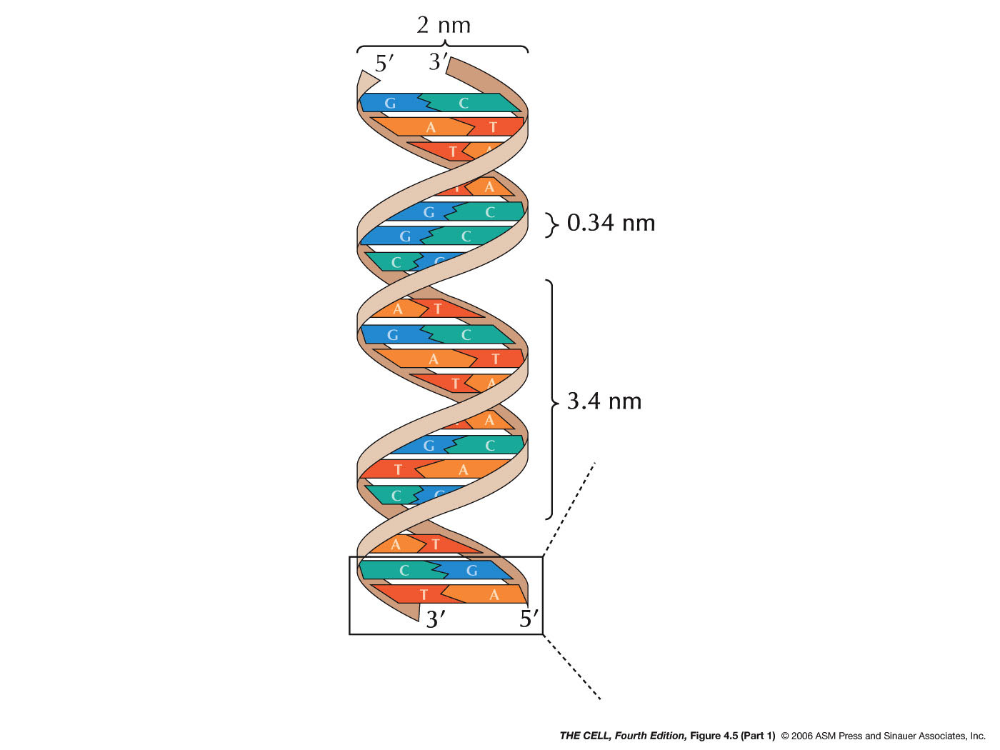 2 nm
5′ 3′
G C
A T
T A
T A
G C
0.34 nm
G C
C G
A T
G C
A T
T A
3.4 nm
A
G C
T A
C G
A T
C G
T A
3′ 5′
THE CELL, Fourth Edition, Figure 4.5 (Part 1) © 2006 ASM Press and Sinauer Associates, Inc.